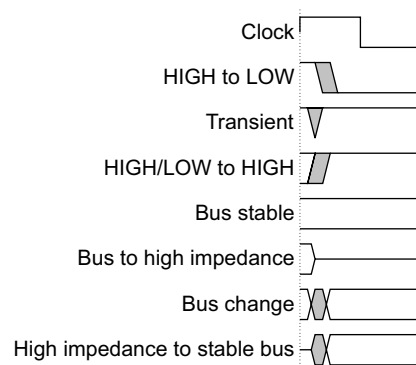 Clock
HIGH to LOW
Transient
HIGH/LOW to HIGH
Bus stable
Bus to high impedance
Bus change
High impedance to stable bus